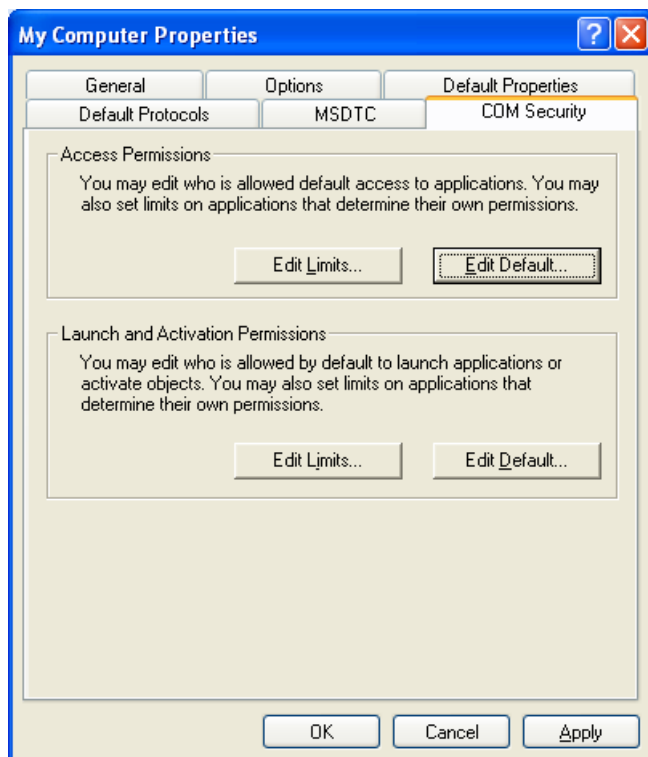 My Computer Properties
General Options Default Properties
Default Protocols MSDTC COM Security
Access Permissions
You may edit who is allowed default access to applications. You may
also set limits on applications that determine their own permissions.
Edit Limits... Edit Default...
Launch and Activation Permissions
You may edit who is allowed by default to launch applications or
activate objects. You may also set limits on applications that
determine their own permissions.
Edit Limits... Edit Default...
OK Cancel Apply